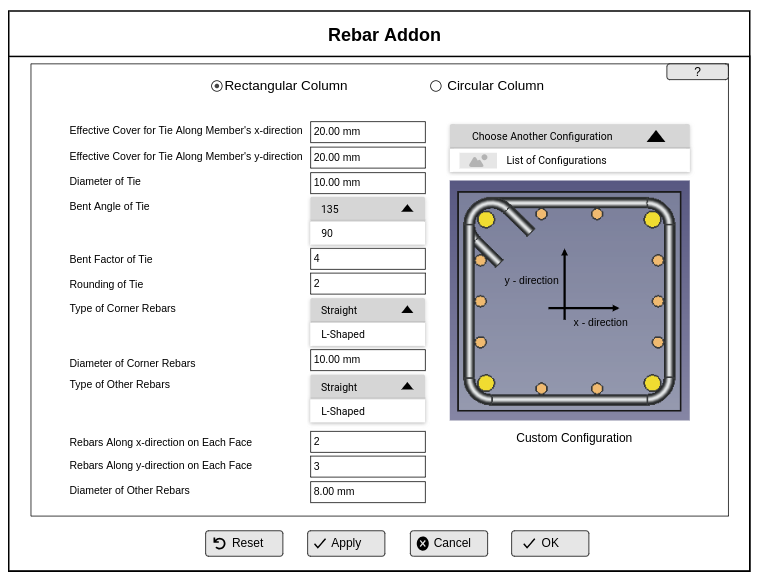 Rebar Addon
?
Rectangular Column
Circular Column
Effective Cover for Tie Along Member's x-direction
20.00 mm
Effective Cover for Tie Along Member's y-direction
20.00 mm
Diameter of Tie
10.00 mm
Bent Angle of Tie
135
90
Bent Factor of Tie
4
Rounding of Tie
2
Type of Corner Rebars
Straight
L-Shaped
Diameter of Corner Rebars
10.00 mm
Type of Other Rebars
Straight
L-Shaped
Rebars Along x-direction on Each Face
2
Rebars Along y-direction on Each Face
3
Diameter of Other Rebars
8.00 mm
Choose Another Configuration
List of Configurations
y - direction
x - direction
Custom Configuration
Reset
Apply
Cancel
OK